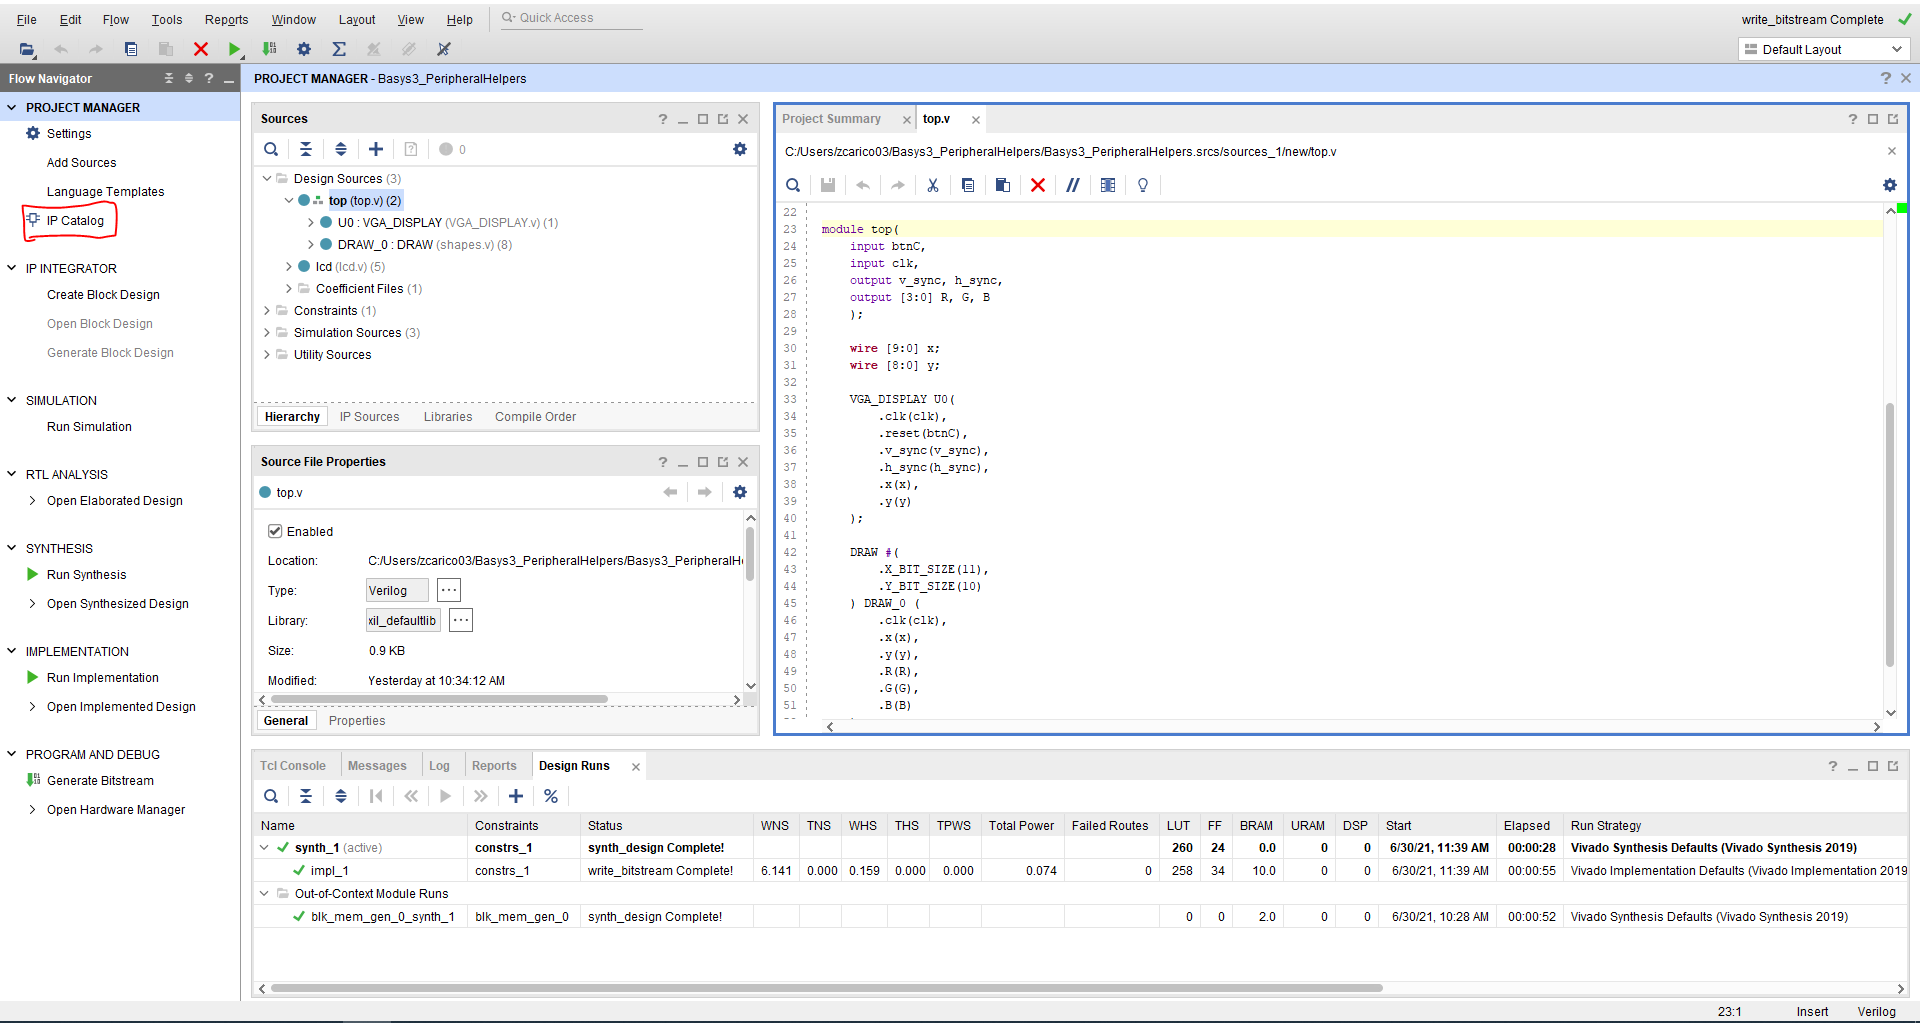 File Edit Flow Tools Reports Window Layout View Help Quick Access write_bitstream Complete
Default Layout
Flow Navigator
PROJECT MANAGER
Settings
Add Sources
Language Templates
IP Catalog
IP INTEGRATOR
Create Block Design
Open Block Design
Generate Block Design
SIMULATION
Run Simulation
RTL ANALYSIS
Open Elaborated Design
SYNTHESIS
Run Synthesis
Open Synthesized Design
IMPLEMENTATION
Run Implementation
Open Implemented Design
PROGRAM AND DEBUG
Generate Bitstream
Open Hardware Manager
PROJECT MANAGER - Basys3_PeripheralHelpers
Sources
0
Design Sources (3)
top (top.v) (2)
U0 : VGA_DISPLAY (VGA_DISPLAY.v) (1)
DRAW_0 : DRAW (shapes.v) (8)
lcd (lcd.v) (5)
Coefficient Files (1)
Constraints (1)
Simulation Sources (3)
Utility Sources
Hierarchy IP Sources Libraries Compile Order
Source File Properties
top.v
Enabled
Location: C:/Users/zcarico03/Basys3_PeripheralHelpers/Basys3_PeripheralH
Type: Verilog ...
Library: xil_defaultlib ...
Size: 0.9 KB
Modified: Yesterday at 10:34:12 AM
General Properties
Project Summary top.v
C:/Users/zcarico03/Basys3_PeripheralHelpers/Basys3_PeripheralHelpers.srcs/sources_1/new/top.v
22
23 module top(
24 input btnC,
25 input clk,
26 output v_sync, h_sync,
27 output [3:0] R, G, B
28 );
29
30 wire [9:0] x;
31 wire [8:0] y;
32
33 VGA_DISPLAY U0(
34 .clk(clk),
35 .reset(btnC),
36 .v_sync(v_sync),
37 .h_sync(h_sync),
38 .x(x),
39 .y(y)
40 );
41
42 DRAW #(
43 .X_BIT_SIZE(11),
44 .Y_BIT_SIZE(10)
45 ) DRAW_0 (
46 .clk(clk),
47 .x(x),
48 .y(y),
49 .R(R),
50 .G(G),
51 .B(B)
Tcl Console Messages Log Reports Design Runs
Name Constraints Status WNS TNS WHS THS TPWS Total Power Failed Routes LUT FF BRAM URAM DSP Start Elapsed Run Strategy
synth_1 (active) constrs_1 synth_design Complete! 260 24 0.0 0 0 6/30/21, 11:39 AM 00:00:28 Vivado Synthesis Defaults (Vivado Synthesis 2019)
impl_1 constrs_1 write_bitstream Complete! 6.141 0.000 0.159 0.000 0.000 0.074 0 258 34 10.0 0 0 6/30/21, 11:39 AM 00:00:55 Vivado Implementation Defaults (Vivado Implementation 2019
Out-of-Context Module Runs
blk_mem_gen_0_synth_1 blk_mem_gen_0 synth_design Complete! 0 0 2.0 0 0 6/30/21, 10:28 AM 00:00:52 Vivado Synthesis Defaults (Vivado Synthesis 2019)
23:1 Insert Verilog